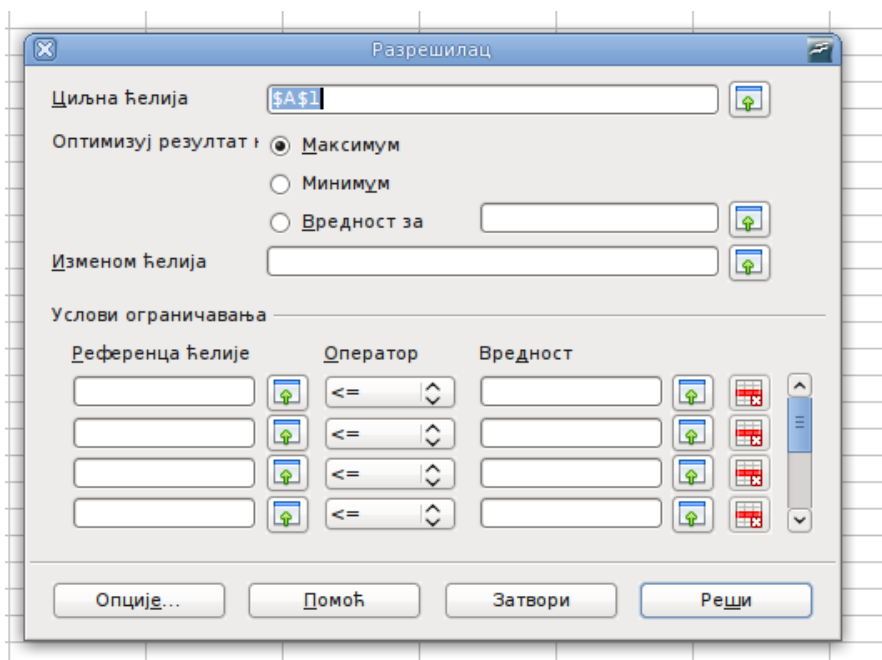 Разрешилац
Циљна ћелија $A$1
Оптимизуј резултат Максимум
Минимум
Вредност за
Изменом ћелија
Услови ограничавања
Референца ћелије Оператор Вредност
<=
<=
<=
<=
Опције... Помоћ Затвори Реши